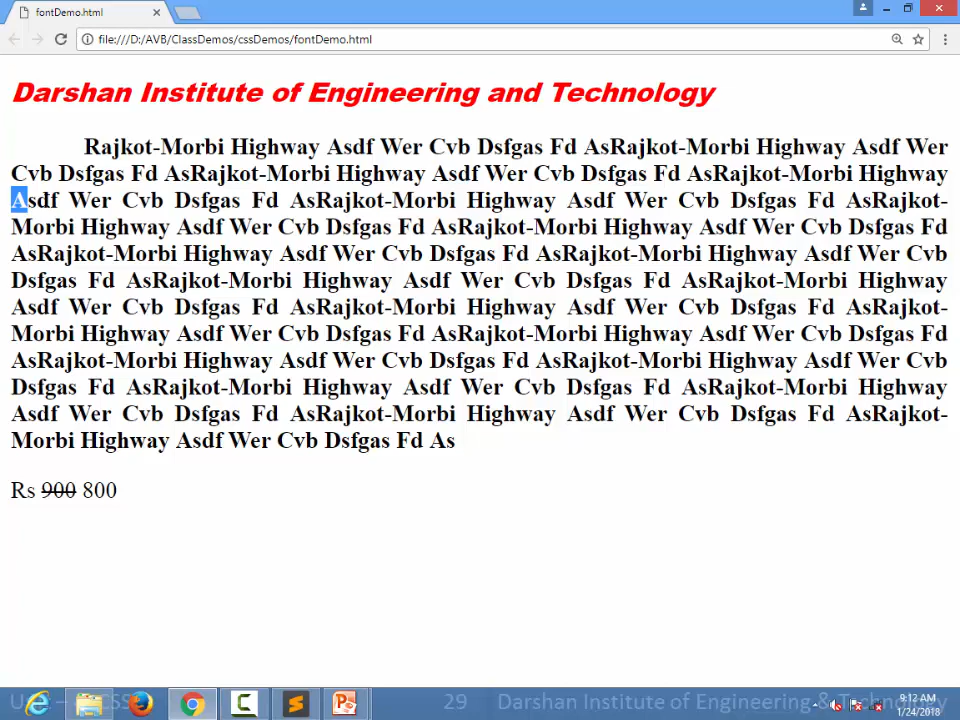 fontDemo.html
file:///D:/AVB/ClassDemos/cssDemos/fontDemo.html
Darshan Institute of Engineering and Technology
Rajkot-Morbi Highway Asdf Wer Cvb Dsfgas Fd AsRajkot-Morbi Highway Asdf Wer
Cvb Dsfgas Fd AsRajkot-Morbi Highway Asdf Wer Cvb Dsfgas Fd AsRajkot-Morbi Highway
Asdf Wer Cvb Dsfgas Fd AsRajkot-Morbi Highway Asdf Wer Cvb Dsfgas Fd AsRajkot-
Morbi Highway Asdf Wer Cvb Dsfgas Fd AsRajkot-Morbi Highway Asdf Wer Cvb Dsfgas Fd
AsRajkot-Morbi Highway Asdf Wer Cvb Dsfgas Fd AsRajkot-Morbi Highway Asdf Wer Cvb
Dsfgas Fd AsRajkot-Morbi Highway Asdf Wer Cvb Dsfgas Fd AsRajkot-Morbi Highway
Asdf Wer Cvb Dsfgas Fd AsRajkot-Morbi Highway Asdf Wer Cvb Dsfgas Fd AsRajkot-
Morbi Highway Asdf Wer Cvb Dsfgas Fd AsRajkot-Morbi Highway Asdf Wer Cvb Dsfgas Fd
AsRajkot-Morbi Highway Asdf Wer Cvb Dsfgas Fd AsRajkot-Morbi Highway Asdf Wer Cvb
Dsfgas Fd AsRajkot-Morbi Highway Asdf Wer Cvb Dsfgas Fd AsRajkot-Morbi Highway
Asdf Wer Cvb Dsfgas Fd AsRajkot-Morbi Highway Asdf Wer Cvb Dsfgas Fd AsRajkot-
Morbi Highway Asdf Wer Cvb Dsfgas Fd As
Rs 900 800
29 Darshan Institute of Engineering & Technology
9:12 AM
1/24/2018